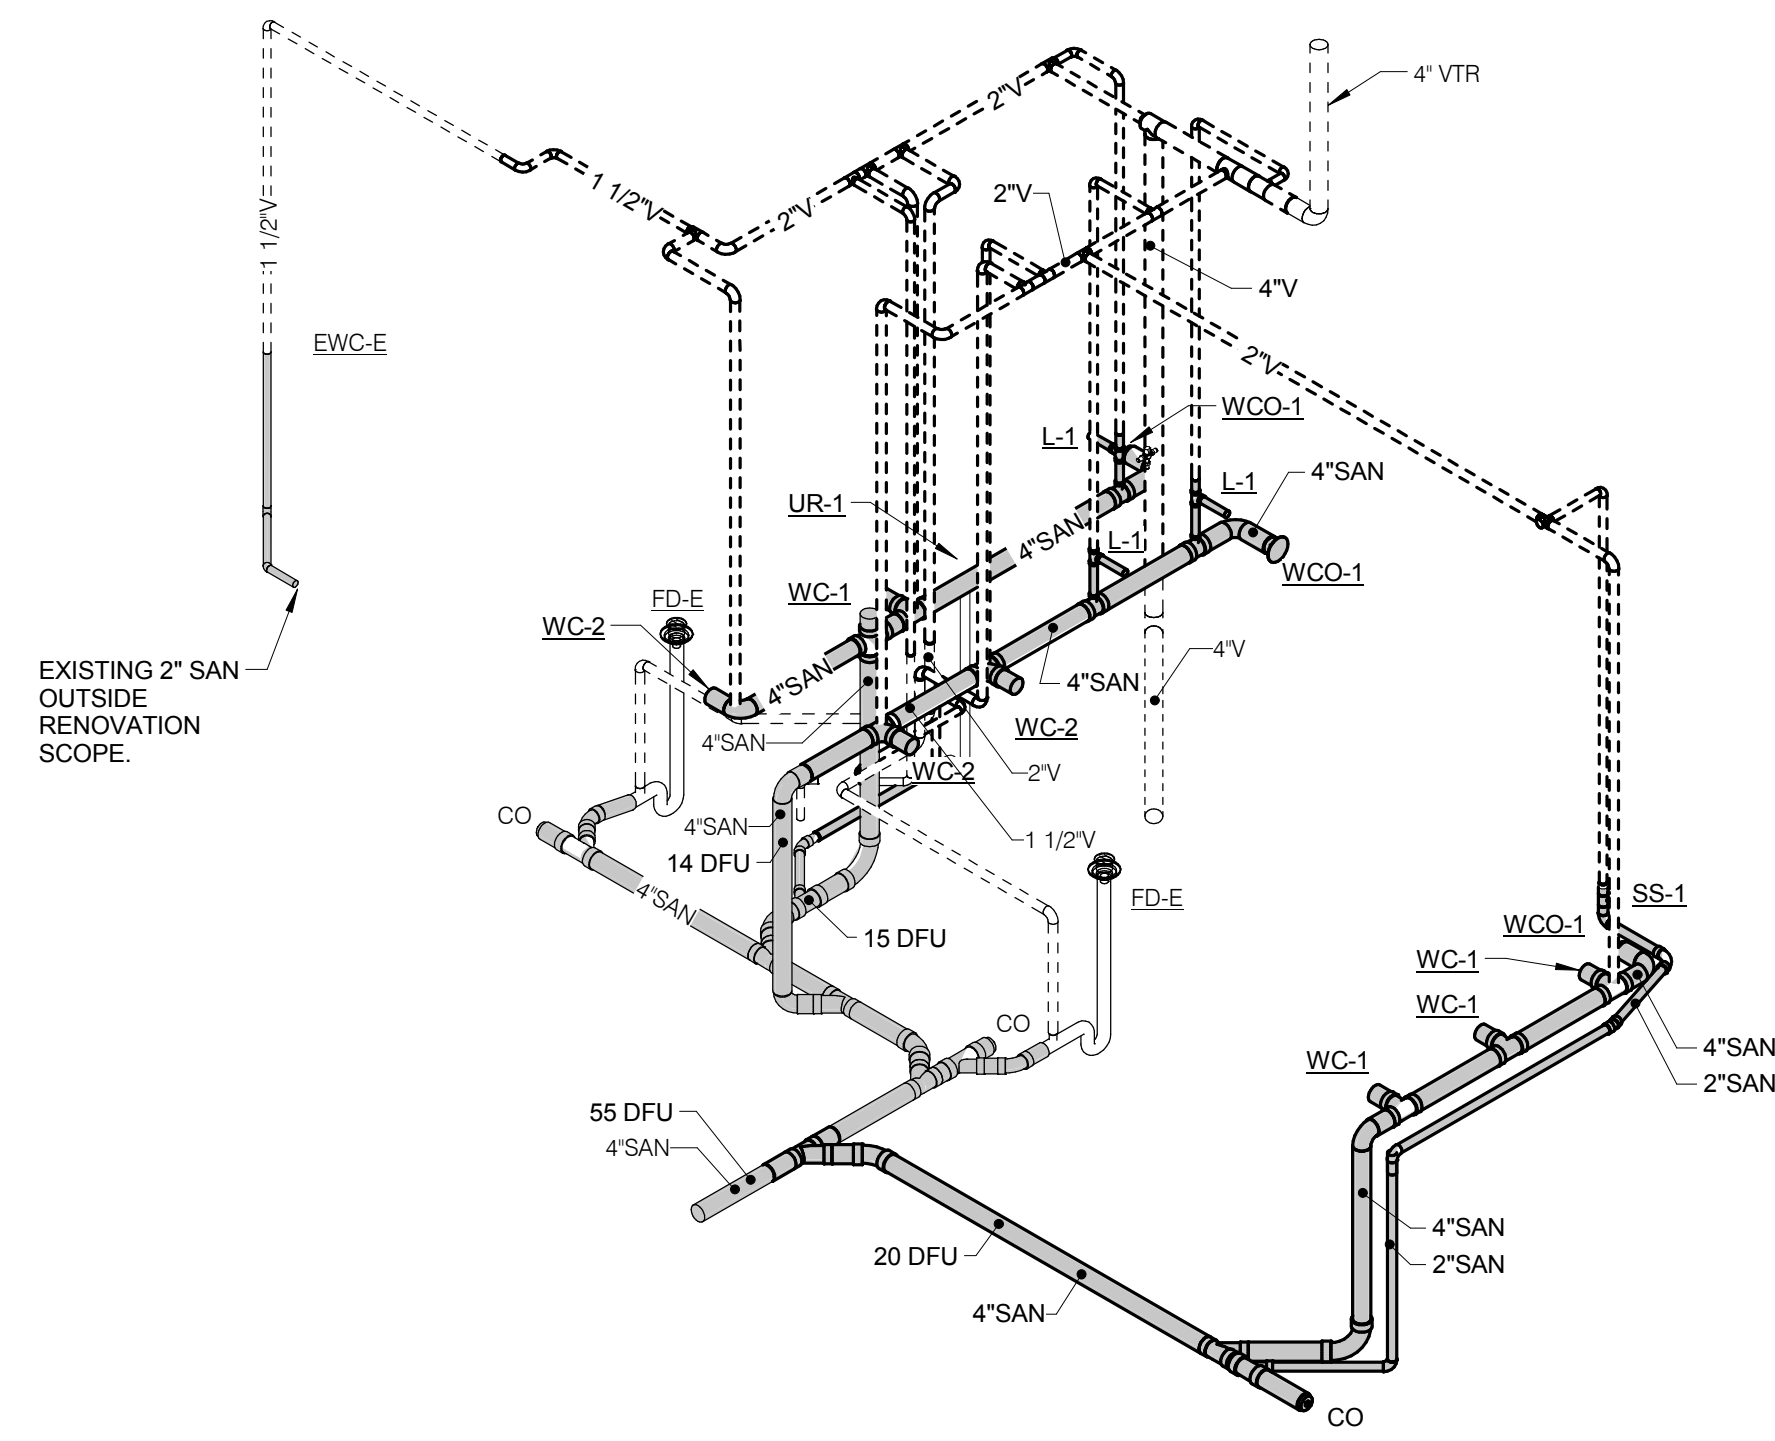 4" VTR
2"V
1 1/2"V
2"V
2"V
1 1/2"V
4"V
EWC-E
2"V
WCO-1
L-1
4"SAN
L-1
UR-1
4"SAN
L-1
WCO-1
WC-1
FD-E
WC-2
4"SAN
4"V
EXISTING 2" SAN
OUTSIDE
RENOVATION
SCOPE.
4"SAN
WC-2
4"SAN
WC-2
2"V
CO
4"SAN
1 1/2"V
14 DFU
4"SAN
FD-E
SS-1
15 DFU
WCO-1
WC-1
WC-1
CO
4"SAN
WC-1
2"SAN
55 DFU
4"SAN
4"SAN
20 DFU
2"SAN
4"SAN
CO